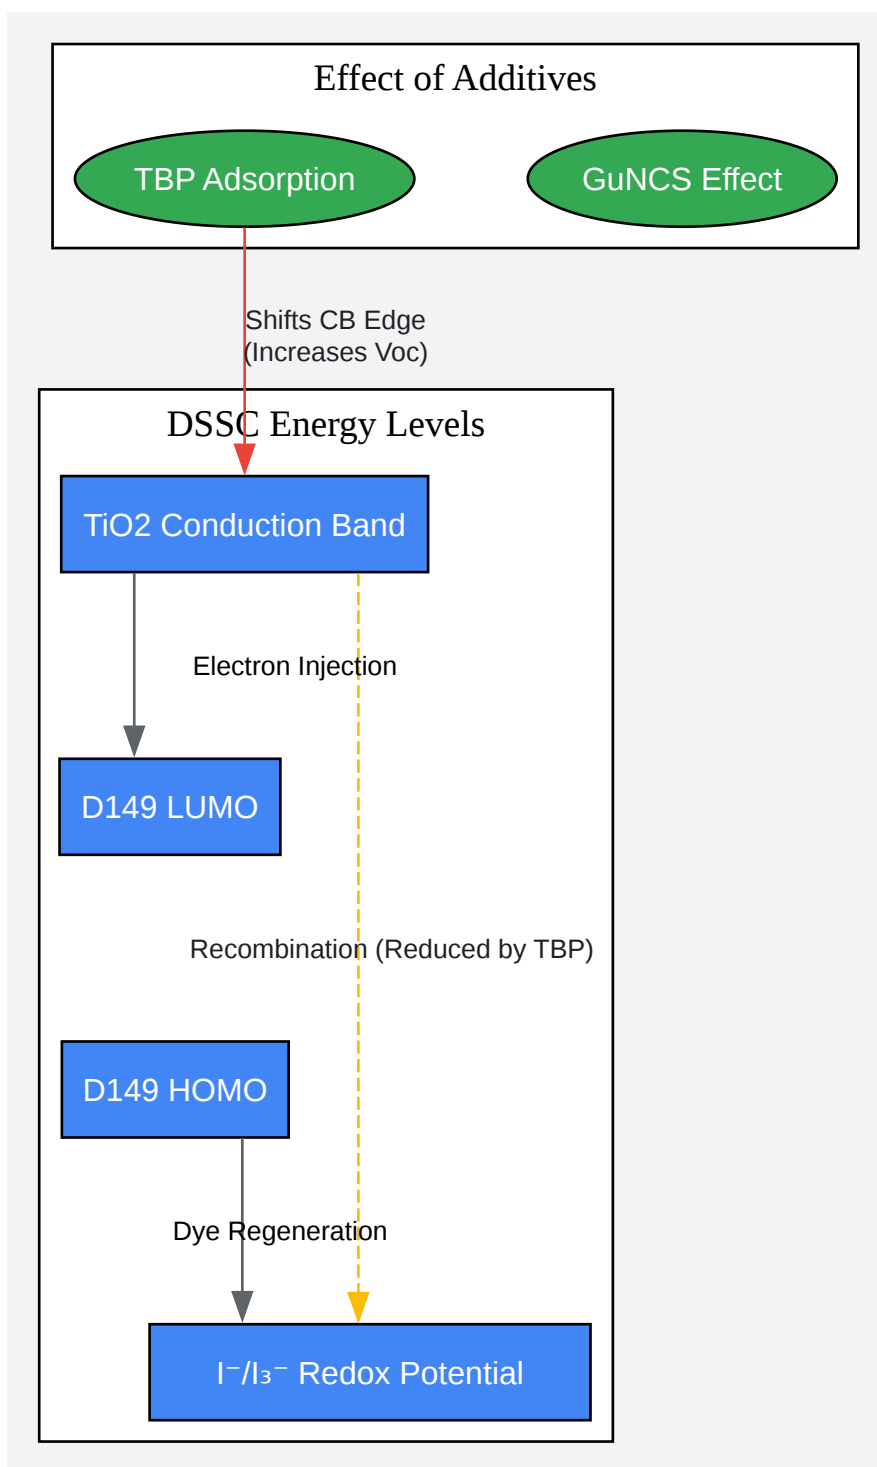 Effect of Additives
TBP Adsorption
GuNCS Effect
Shifts CB Edge
(Increases Voc)
DSSC Energy Levels
TiO2 Conduction Band
Electron Injection
D149 LUMO
Recombination (Reduced by TBP)
D149 HOMO
Dye Regeneration
I⁻/I₃⁻ Redox Potential